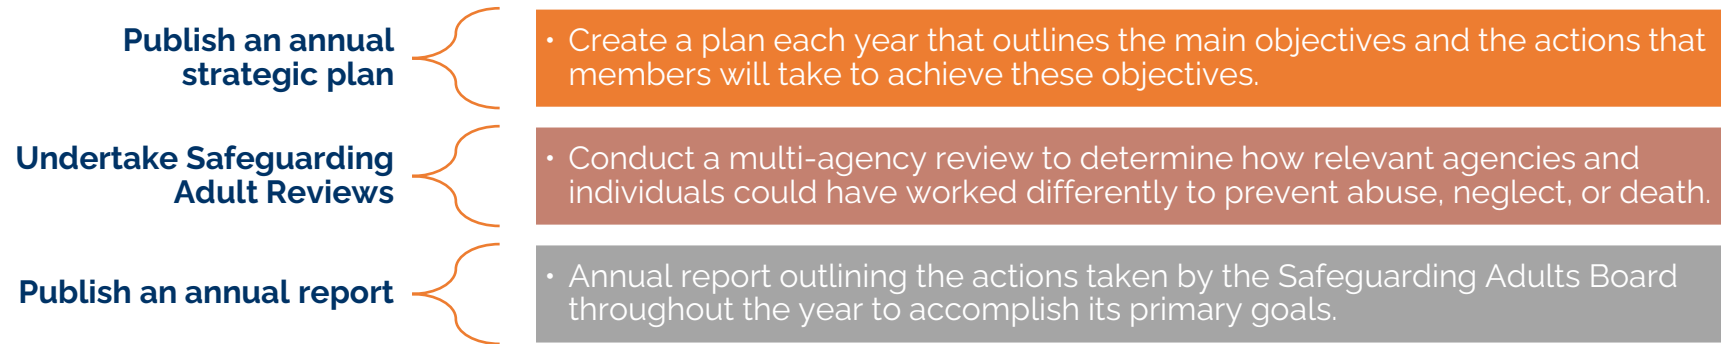 Publish an annual
strategic plan
• Create a plan each year that outlines the main objectives and the actions that
members will take to achieve these objectives.
Undertake Safeguarding
Adult Reviews
• Conduct a multi-agency review to determine how relevant agencies and
individuals could have worked differently to prevent abuse, neglect, or death.
Publish an annual report
• Annual report outlining the actions taken by the Safeguarding Adults Board
throughout the year to accomplish its primary goals.